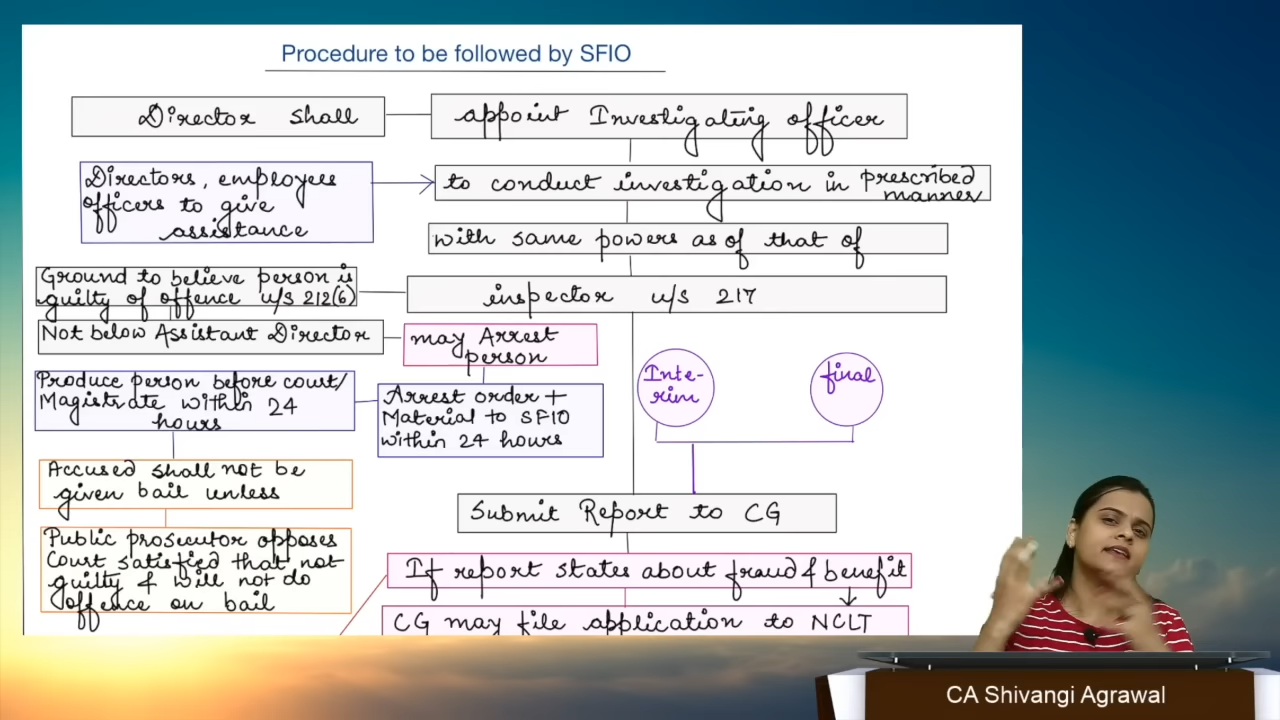 Procedure to be followed by SFIO
Director shall
appoint Investigating officer
Directors, employees
officers to give
assistance
to conduct investigation in prescribed
manner
with same powers as of that of
Ground to believe person is
guilty of offence u/s 212(6)
inspector u/s 217
Not below Assistant Director
may Arrest
person
Produce person before court/
Magistrate within 24
hours
Arrest order +
Material to SFIO
within 24 hours
Inte-
rim
final
Accused shall not be
given bail unless
Submit Report to CG
Public prosecutor opposes
Court satisfied that not
guilty & will not do
offence on bail
If report states about fraud & benefit
CG may file application to NCLT
CA Shivangi Agrawal